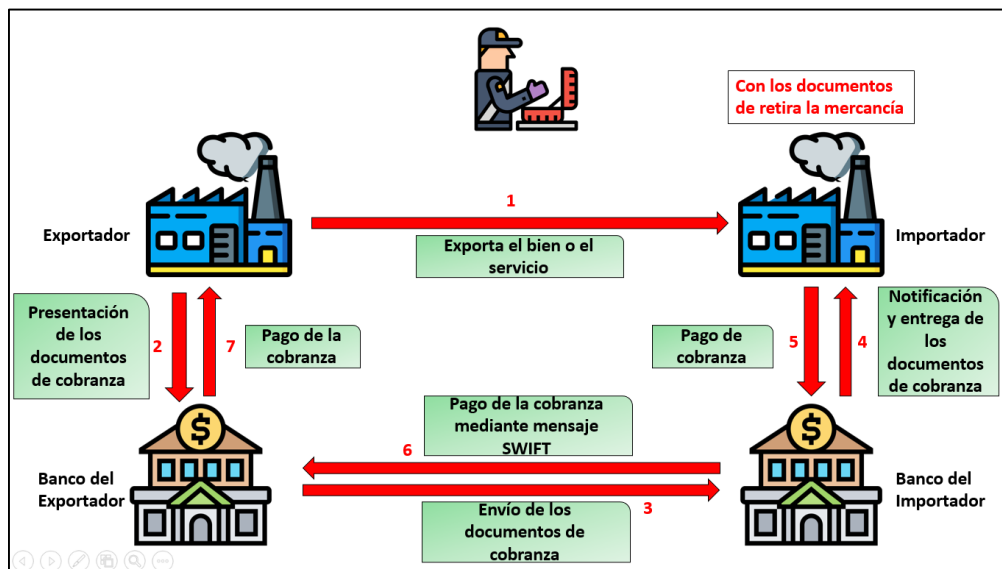 Con los documentos
de retira la mercancía
1
Exportador
Importador
Exporta el bien o el
servicio
Presentación
de los
documentos
de cobranza
2
7
Pago de la
cobranza
Pago de
cobranza
5
4
Notificación
y entrega de
los
documentos
de cobranza
Pago de la cobranza
mediante mensaje
SWIFT
6
$
$
Banco del
Exportador
Banco del
Importador
3
Envío de los
documentos de
cobranza